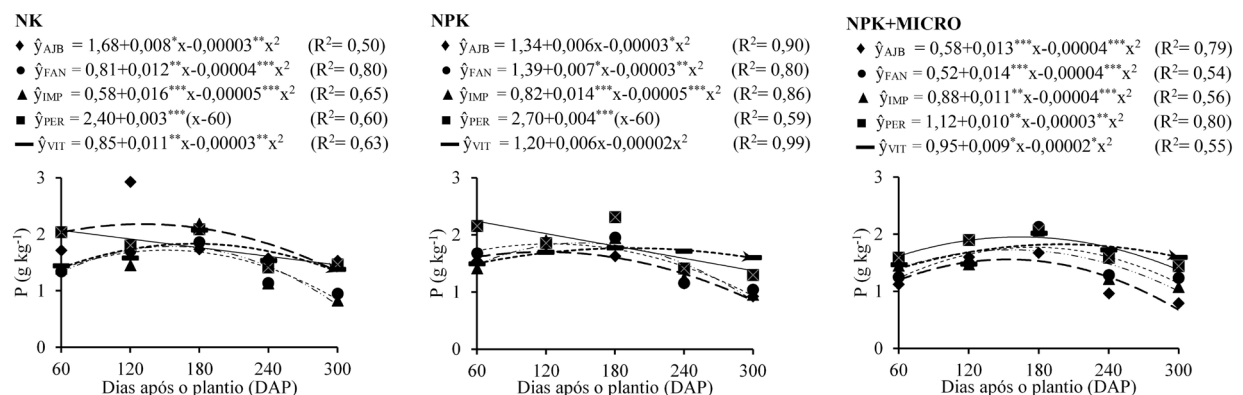 NK
♦ ŷAJB = 1,68+0,008*x-0,00003**x² (R²= 0,50)
● ŷFAN = 0,81+0,012**x-0,00004***x² (R²= 0,80)
▲ ŷIMP = 0,58+0,016***x-0,00005***x² (R²= 0,65)
■ ŷPER = 2,40+0,003***(x-60) (R²= 0,60)
━ ŷVIT = 0,85+0,011**x-0,00003**x² (R²= 0,63)
3
2
1
0
P (g kg⁻¹)
60 120 180 240 300
Dias após o plantio (DAP)
NPK
♦ ŷAJB = 1,34+0,006x-0,00003*x² (R²= 0,90)
● ŷFAN = 1,39+0,007*x-0,00003**x² (R²= 0,80)
▲ ŷIMP = 0,82+0,014***x-0,00005***x² (R²= 0,86)
■ ŷPER = 2,70+0,004***(x-60) (R²= 0,59)
━ ŷVIT = 1,20+0,006x-0,00002x² (R²= 0,99)
3
2
1
0
P (g kg⁻¹)
60 120 180 240 300
Dias após o plantio (DAP)
NPK+MICRO
♦ ŷAJB = 0,58+0,013***x-0,00004***x² (R²= 0,79)
● ŷFAN = 0,52+0,014***x-0,00004***x² (R²= 0,54)
▲ ŷIMP = 0,88+0,011**x-0,00004***x² (R²= 0,56)
■ ŷPER = 1,12+0,010**x-0,00003**x² (R²= 0,80)
━ ŷVIT = 0,95+0,009*x-0,00002*x² (R²= 0,55)
3
2
1
0
P (g kg⁻¹)
60 120 180 240 300
Dias após o plantio (DAP)